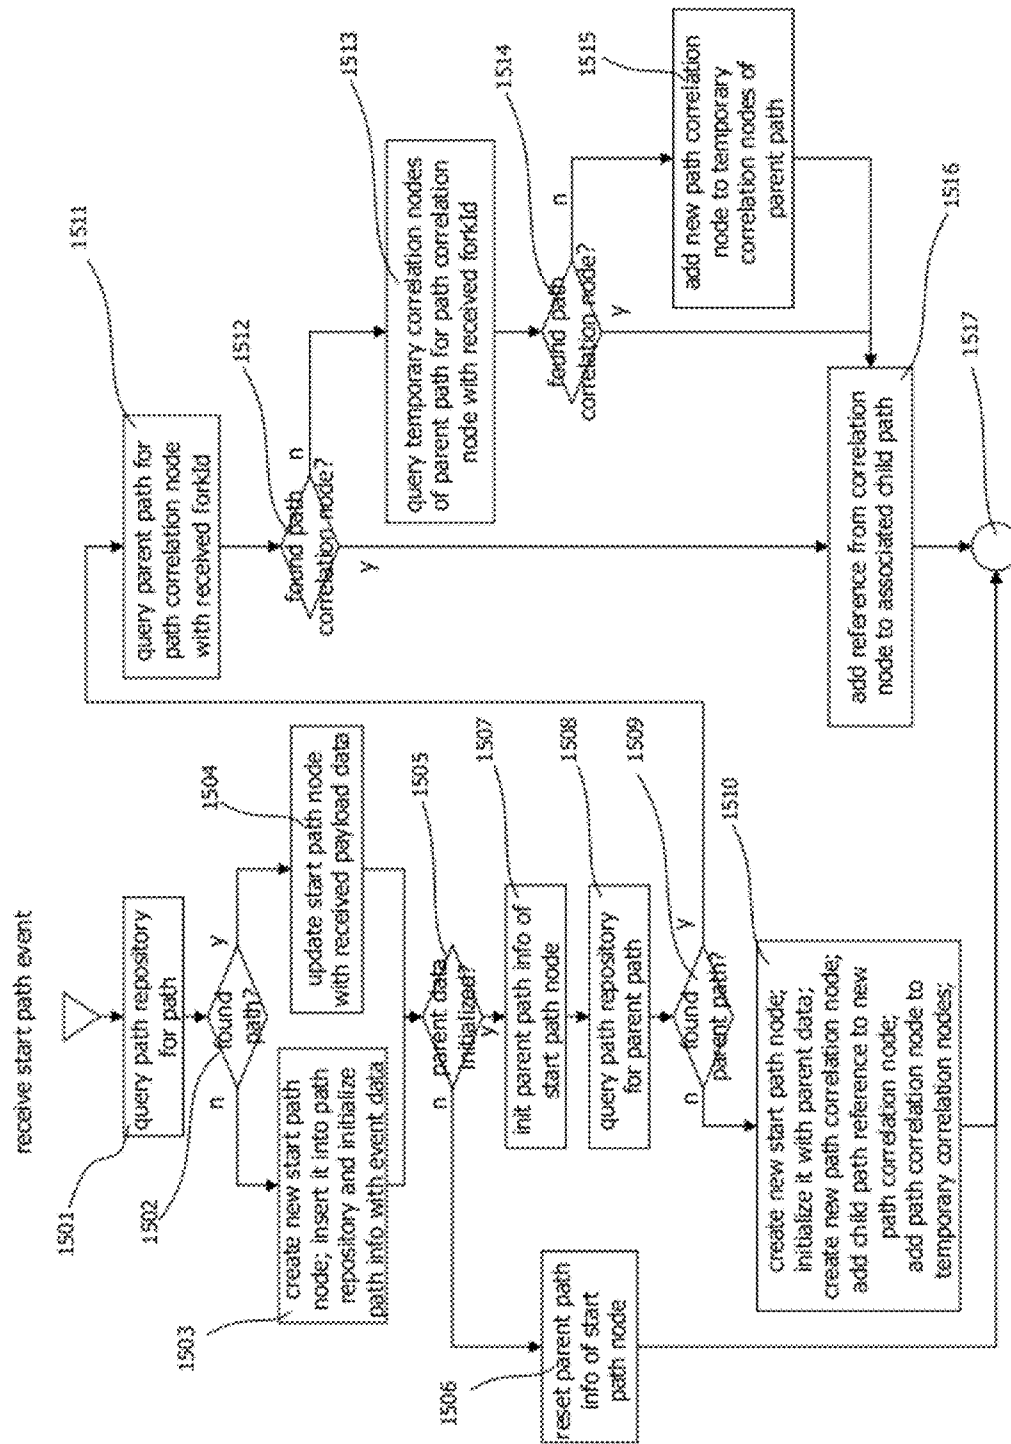 receive start path event
1501
query path repository
for path
1502
found
path?
n
y
1503
create new start path
node; insert it into path
repository and initialize
path info with event data
1504
update start path node
with received payload data
1505
parent data
initialized?
n
y
1506
reset parent path
info of start
path node
1507
init parent path info of
start path node
1508
query path repository
for parent path
1509
found
parent path?
n
y
1510
create new start path node;
initialize it with parent data;
create new path correlation node;
add child path reference to new
path correlation node;
add path correlation node to
temporary correlation nodes;
1511
query parent path for
path correlation node
with received forkId
1512
found path
correlation node?
n
y
1513
query temporary correlation nodes
of parent path for path correlation
node with received forkId
1514
found path
correlation node?
n
y
1515
add new path correlation
node to temporary
correlation nodes of
parent path
1516
add reference from correlation
node to associated child path
1517